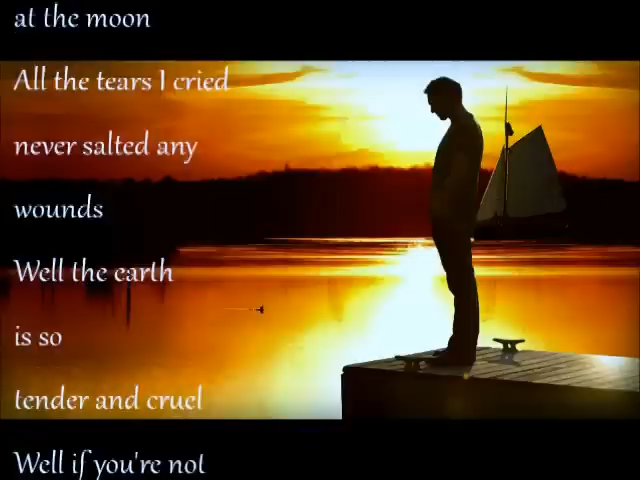 at the moon
All the tears I cried
never salted any
wounds
Well the earth
is so
tender and cruel
Well if you're not